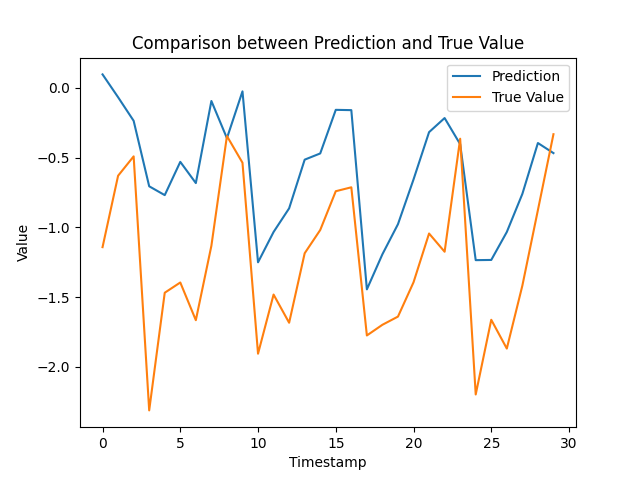 Comparison between Prediction and True Value
Prediction
True Value
Value
0.0
−0.5
−1.0
−1.5
−2.0
0 5 10 15 20 25 30
Timestamp